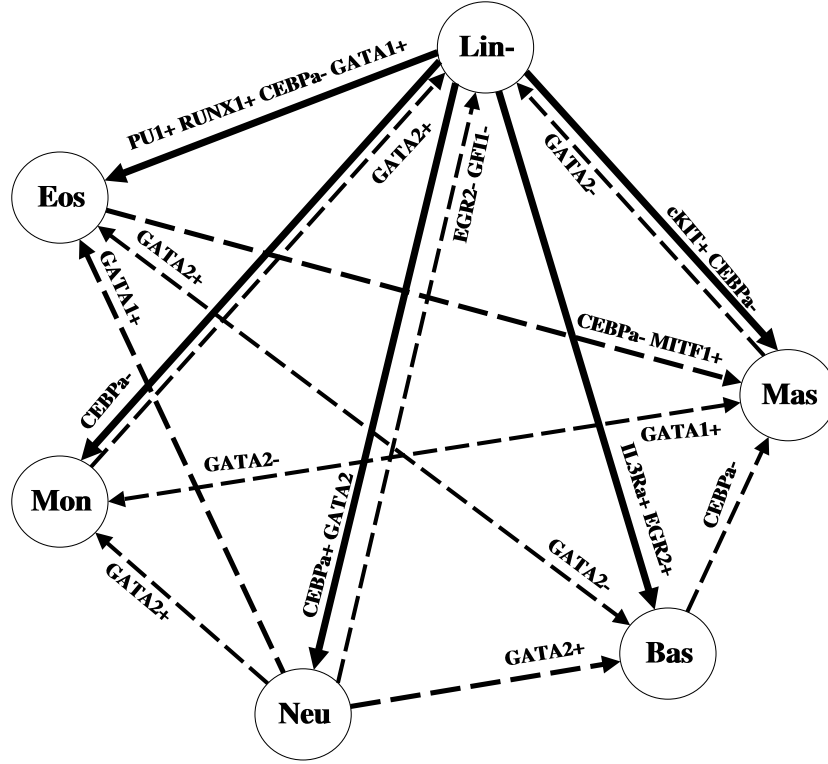 Lin-
PU1+ RUNX1+ CEBPa- GATA1+
GATA2+
EGR2- GFI1-
GATA2-
cKIT+ CEBPa-
Eos
GATA2+
GATA1+
CEBPa- MITF1+
CEBPa-
Mas
GATA1+
GATA2-
IL3Ra+ EGR2+
CEBPa-
Mon
CEBPa+ GATA2
GATA2-
GATA2+
GATA2+
Bas
Neu